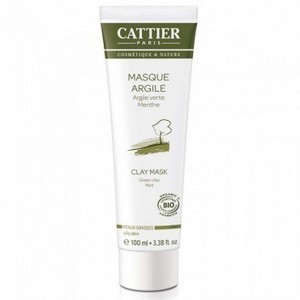 CATTIER
PARIS
COSMÉTIQUE & NATURE
MASQUE
ARGILE
Argile verte
Menthe
CLAY MASK
Green clay
Mint
BIO
PEAUX GRASSES
oily skin
e 100 ml • 3.38 fl. oz